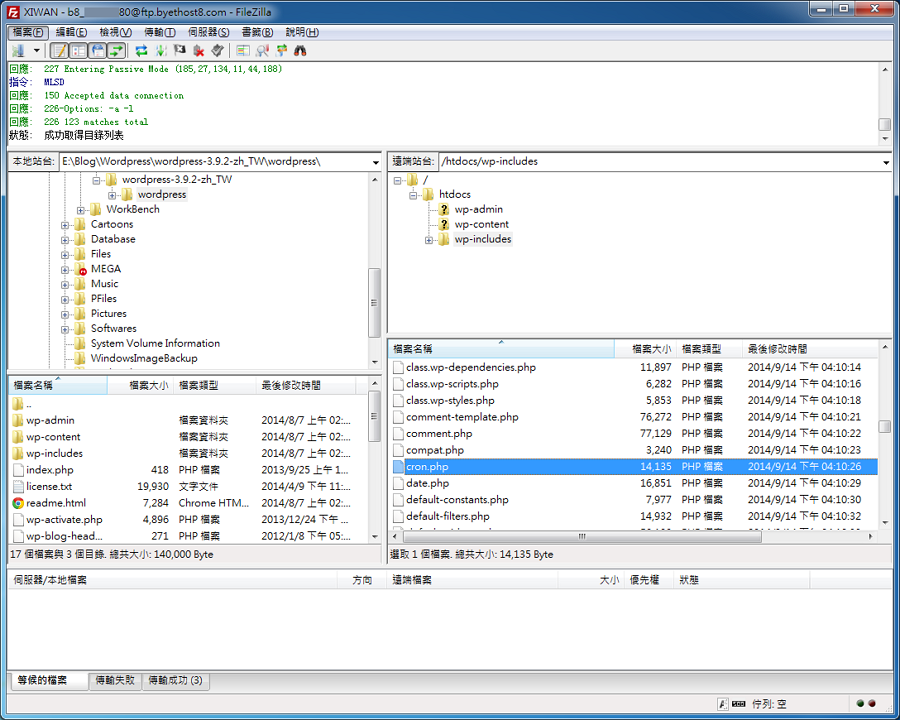 XIWAN - b8_ 80@ftp.byethost8.com - FileZilla
檔案(F) 編輯(E) 檢視(V) 傳輸(T) 伺服器(S) 書籤(B) 說明(H)
回應: 227 Entering Passive Mode (185,27,134,11,44,188)
指令: MLSD
回應: 150 Accepted data connection
回應: 226-Options: -a -l
回應: 226 123 matches total
狀態: 成功取得目錄列表
本地站台: E:\Blog\Wordpress\wordpress-3.9.2-zh_TW\wordpress\
wordpress-3.9.2-zh_TW
wordpress
WorkBench
Cartoons
Database
Files
MEGA
Music
PFiles
Pictures
Softwares
System Volume Information
WindowsImageBackup
檔案名稱 檔案大小 檔案類型 最後修改時間
..
wp-admin 檔案資料夾 2014/8/7 上午 02:...
wp-content 檔案資料夾 2014/8/7 上午 02:...
wp-includes 檔案資料夾 2014/8/7 上午 02:...
index.php 418 PHP 檔案 2013/9/25 上午 1...
license.txt 19,930 文字文件 2014/4/9 下午 11:...
readme.html 7,284 Chrome HTM... 2014/8/7 上午 02:...
wp-activate.php 4,896 PHP 檔案 2013/12/24 下午 ...
wp-blog-head... 271 PHP 檔案 2012/1/8 下午 05:...
17 個檔案與 3 個目錄. 總共大小: 140,000 Byte
遠端站台: /htdocs/wp-includes
/
htdocs
wp-admin
wp-content
wp-includes
檔案名稱 檔案大小 檔案類型 最後修改時間
class.wp-dependencies.php 11,897 PHP 檔案 2014/9/14 下午 04:10:14
class.wp-scripts.php 6,282 PHP 檔案 2014/9/14 下午 04:10:16
class.wp-styles.php 5,853 PHP 檔案 2014/9/14 下午 04:10:18
comment-template.php 76,272 PHP 檔案 2014/9/14 下午 04:10:21
comment.php 77,129 PHP 檔案 2014/9/14 下午 04:10:22
compat.php 3,240 PHP 檔案 2014/9/14 下午 04:10:23
cron.php 14,135 PHP 檔案 2014/9/14 下午 04:10:26
date.php 16,851 PHP 檔案 2014/9/14 下午 04:10:29
default-constants.php 7,977 PHP 檔案 2014/9/14 下午 04:10:30
default-filters.php 14,932 PHP 檔案 2014/9/14 下午 04:10:32
選取 1 個檔案. 總共大小: 14,135 Byte
伺服器/本地檔案 方向 遠端檔案 大小 優先權 狀態
等候的檔案 傳輸失敗 傳輸成功 (3)
佇列: 空